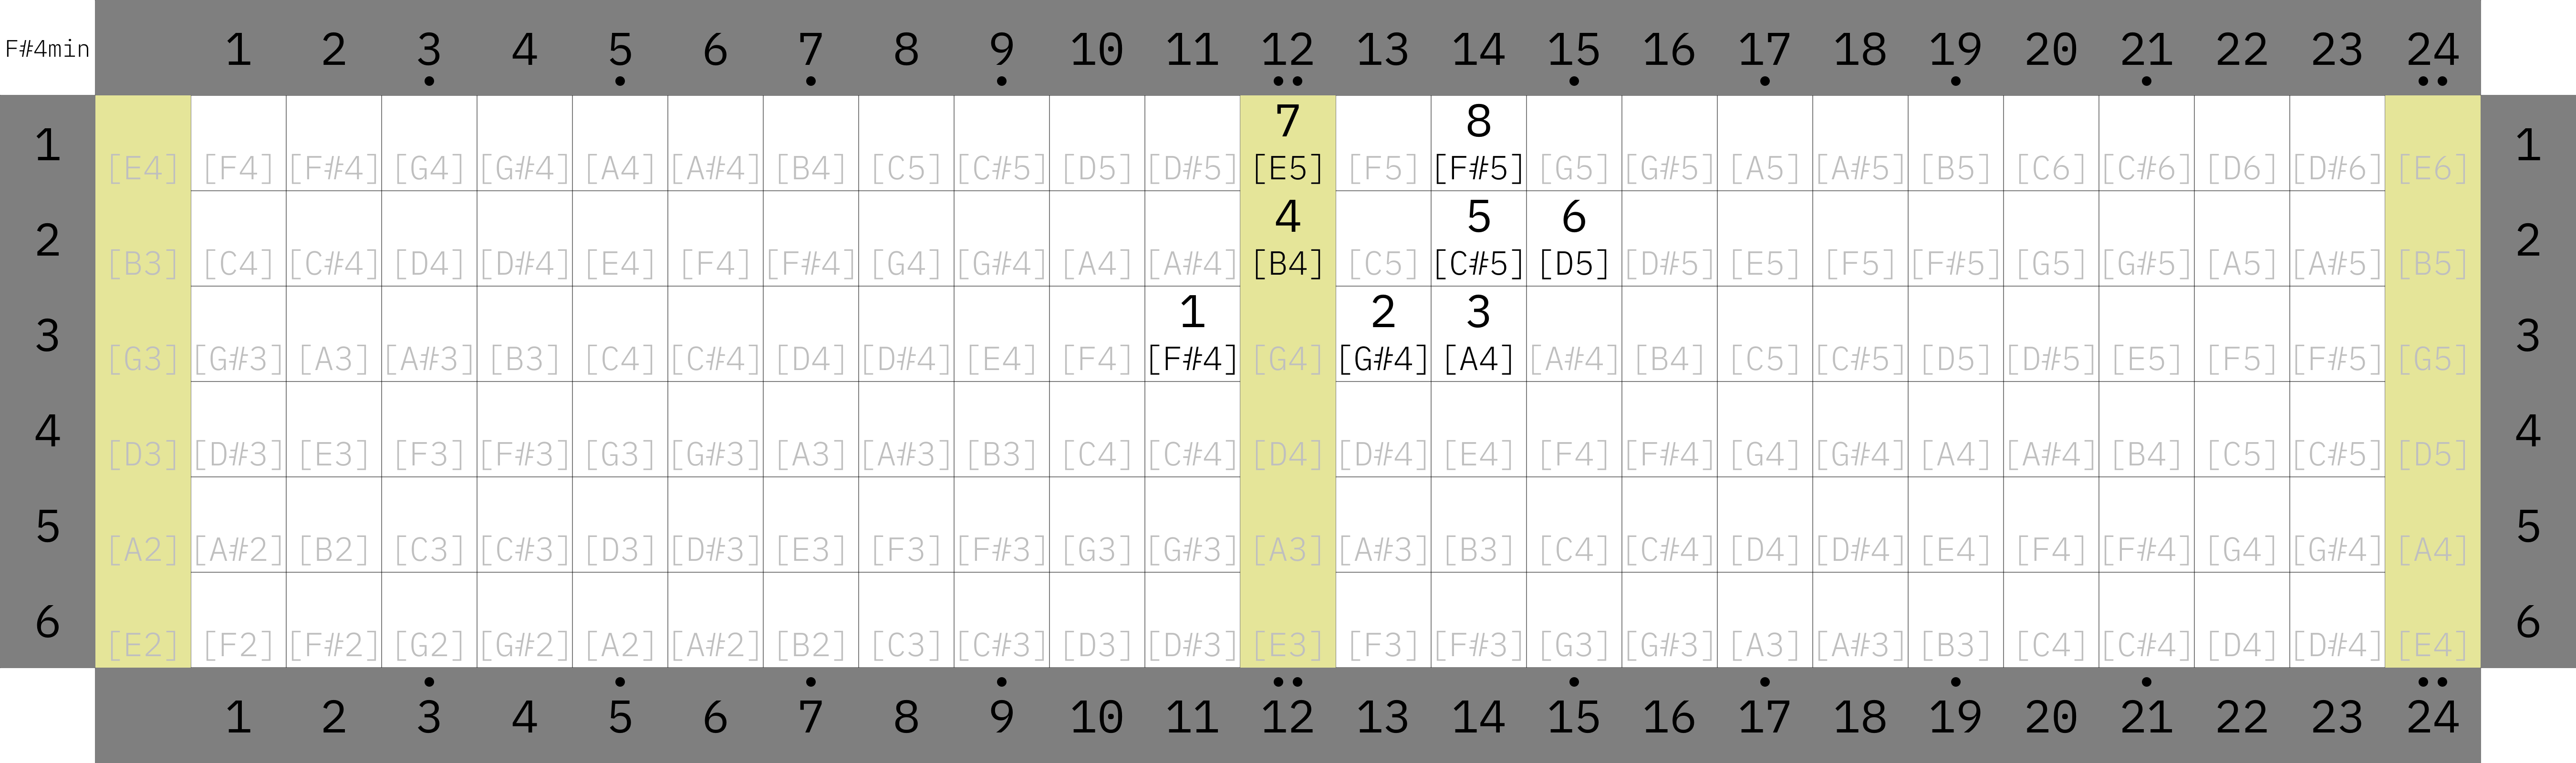 1 2 3 4 5 6 7 8 9 10 11 12 13 14 15 16 17 18 19 20 21 22 23 24
F#4min
7 8
1 [E4] [F4] [F#4] [G4] [G#4] [A4] [A#4] [B4] [C5] [C#5] [D5] [D#5] [E5] [F5] [F#5] [G5] [G#5] [A5] [A#5] [B5] [C6] [C#6] [D6] [D#6] [E6] 1
4 5 6
2 [B3] [C4] [C#4] [D4] [D#4] [E4] [F4] [F#4] [G4] [G#4] [A4] [A#4] [B4] [C5] [C#5] [D5] [D#5] [E5] [F5] [F#5] [G5] [G#5] [A5] [A#5] [B5] 2
1 2 3
3 [G3] [G#3] [A3] [A#3] [B3] [C4] [C#4] [D4] [D#4] [E4] [F4] [F#4] [G4] [G#4] [A4] [A#4] [B4] [C5] [C#5] [D5] [D#5] [E5] [F5] [F#5] [G5] 3
4 [D3] [D#3] [E3] [F3] [F#3] [G3] [G#3] [A3] [A#3] [B3] [C4] [C#4] [D4] [D#4] [E4] [F4] [F#4] [G4] [G#4] [A4] [A#4] [B4] [C5] [C#5] [D5] 4
5 [A2] [A#2] [B2] [C3] [C#3] [D3] [D#3] [E3] [F3] [F#3] [G3] [G#3] [A3] [A#3] [B3] [C4] [C#4] [D4] [D#4] [E4] [F4] [F#4] [G4] [G#4] [A4] 5
6 [E2] [F2] [F#2] [G2] [G#2] [A2] [A#2] [B2] [C3] [C#3] [D3] [D#3] [E3] [F3] [F#3] [G3] [G#3] [A3] [A#3] [B3] [C4] [C#4] [D4] [D#4] [E4] 6
1 2 3 4 5 6 7 8 9 10 11 12 13 14 15 16 17 18 19 20 21 22 23 24